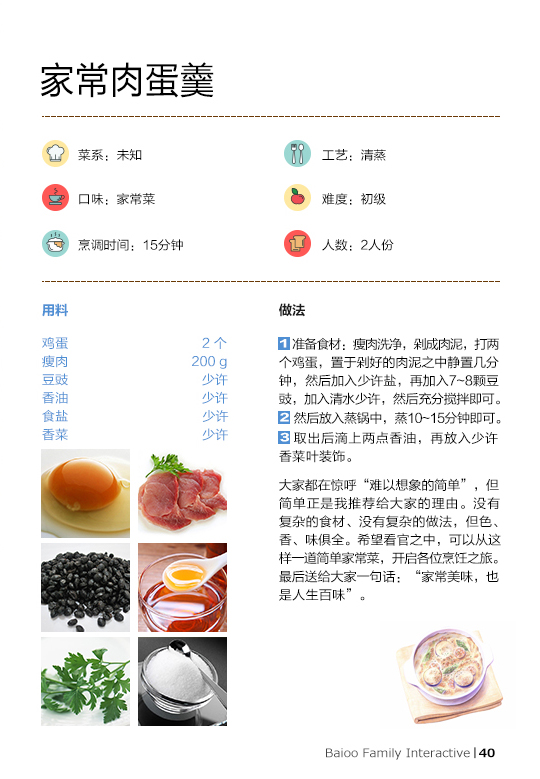 家常肉蛋羹
菜系：未知
工艺：清蒸
口味：家常菜
难度：初级
烹调时间：15分钟
人数：2人份
用料
鸡蛋 2 个
瘦肉 200 g
豆豉 少许
香油 少许
食盐 少许
香菜 少许
做法
1 准备食材：瘦肉洗净，剁成肉泥，打两
个鸡蛋，置于剁好的肉泥之中静置几分
钟，然后加入少许盐，再加入7~8颗豆
豉，加入清水少许，然后充分搅拌即可。
2 然后放入蒸锅中，蒸10~15分钟即可。
3 取出后滴上两点香油，再放入少许
香菜叶装饰。
大家都在惊呼“难以想象的简单”，但
简单正是我推荐给大家的理由。没有
复杂的食材、没有复杂的做法，但色、
香、味俱全。希望看官之中，可以从这
样一道简单家常菜，开启各位烹饪之旅。
最后送给大家一句话：“家常美味，也
是人生百味”。
Baioo Family Interactive | 40